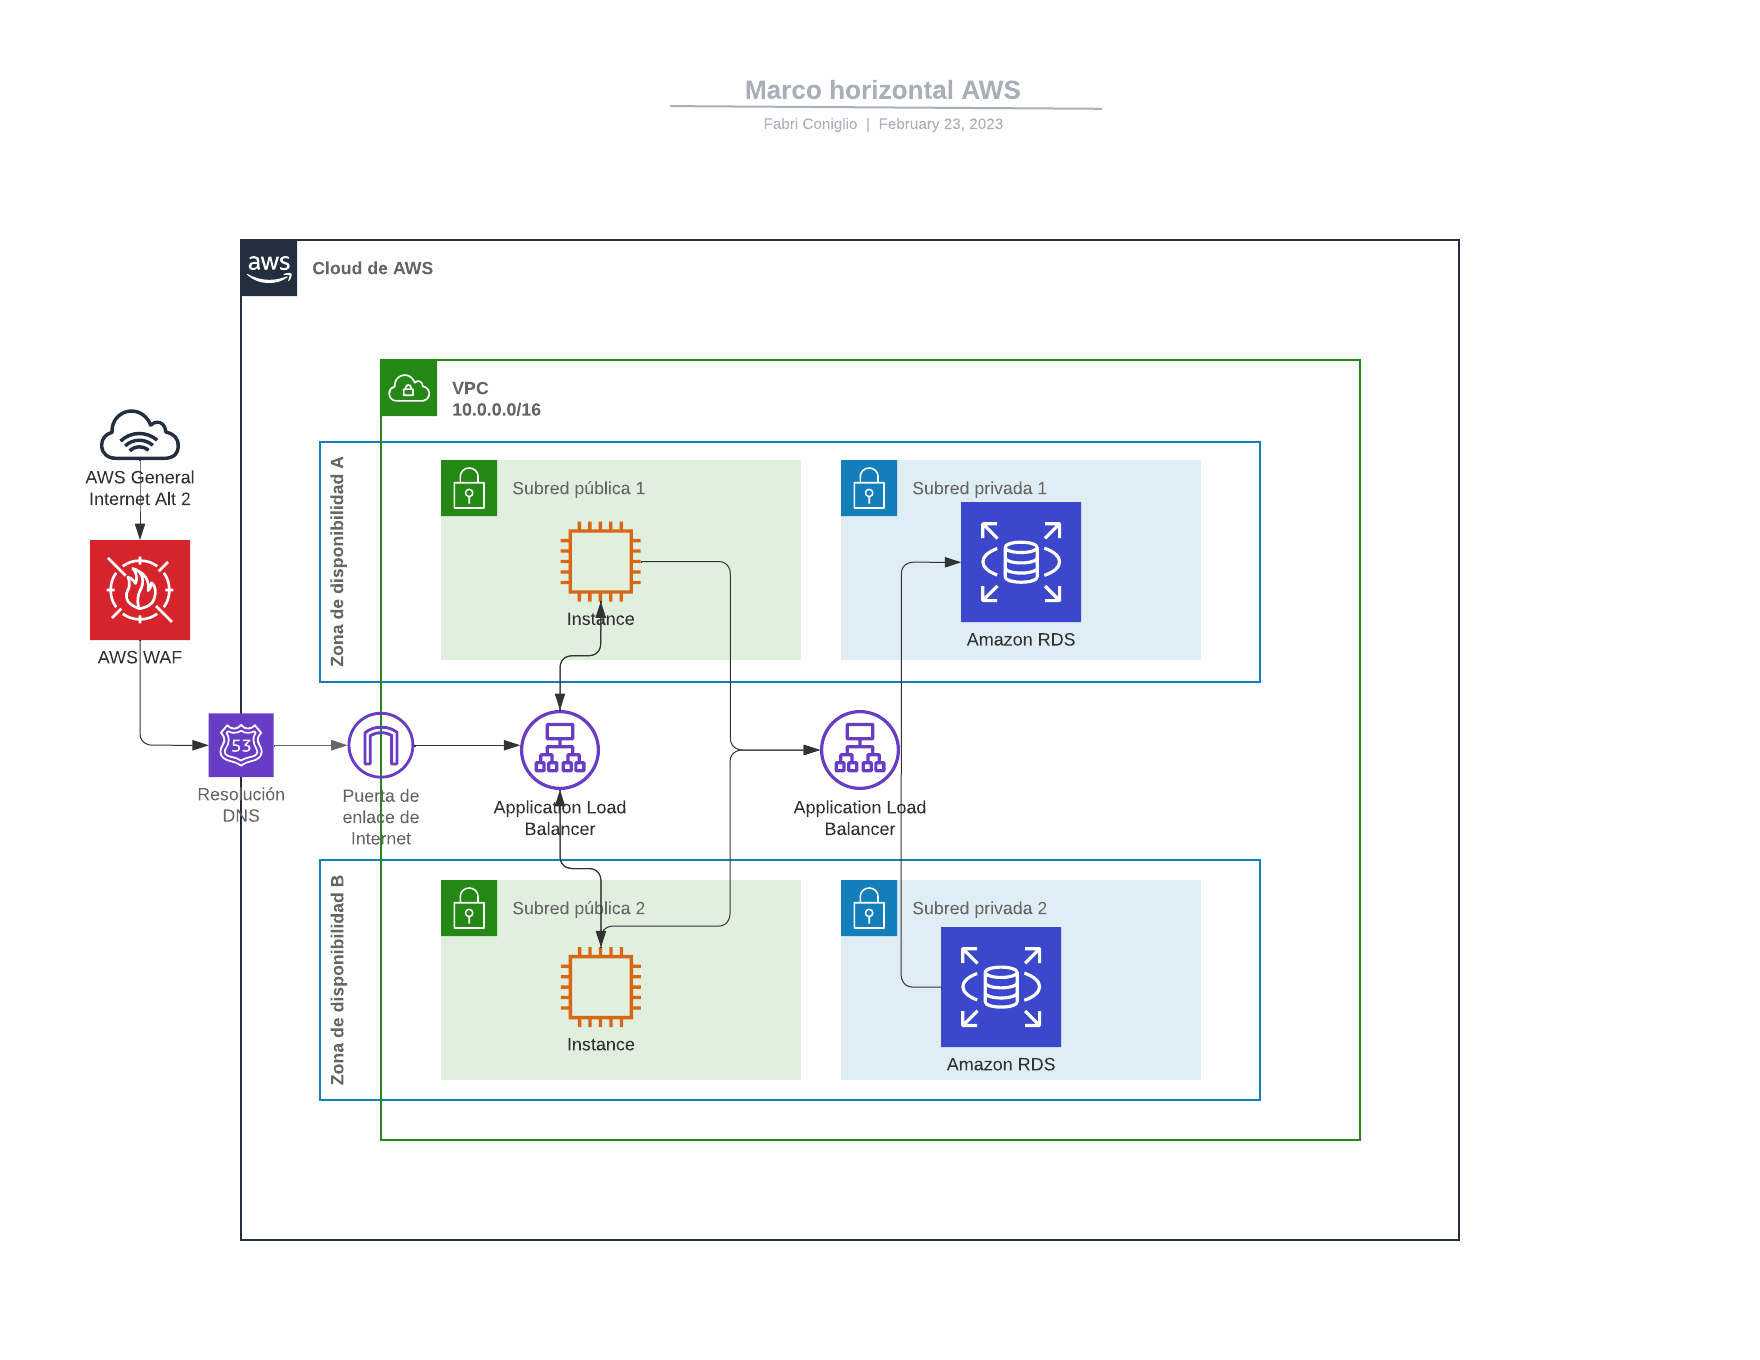 Marco horizontal AWS
Fabri Coniglio | February 23, 2023
aws
Cloud de AWS
VPC
10.0.0.0/16
AWS General
Internet Alt 2
AWS WAF
Zona de disponibilidad A
Subred pública 1
Instance
Subred privada 1
Amazon RDS
53
Resolución
DNS
Puerta de
enlace de
Internet
Application Load
Balancer
Application Load
Balancer
Zona de disponibilidad B
Subred pública 2
Instance
Subred privada 2
Amazon RDS